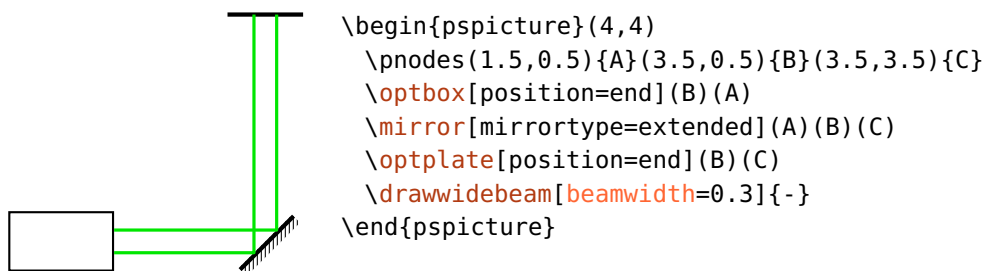 \begin{pspicture}(4,4)
  \pnodes(1.5,0.5){A}(3.5,0.5){B}(3.5,3.5){C}
  \optbox[position=end](B)(A)
  \mirror[mirrortype=extended](A)(B)(C)
  \optplate[position=end](B)(C)
  \drawwidebeam[beamwidth=0.3]{-}
\end{pspicture}